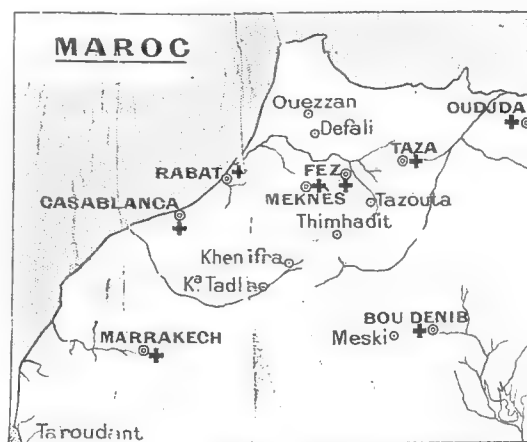 MAROC
Ouezzan
OUDJDA
Defali
TAZA
RABAT
FEZ
MEKNES
CASABLANCA
Tazouta
Thimhadit
Khenifra
Kª Tadla
BOU DENIB
Meski
MARRAKECH
Taroudant